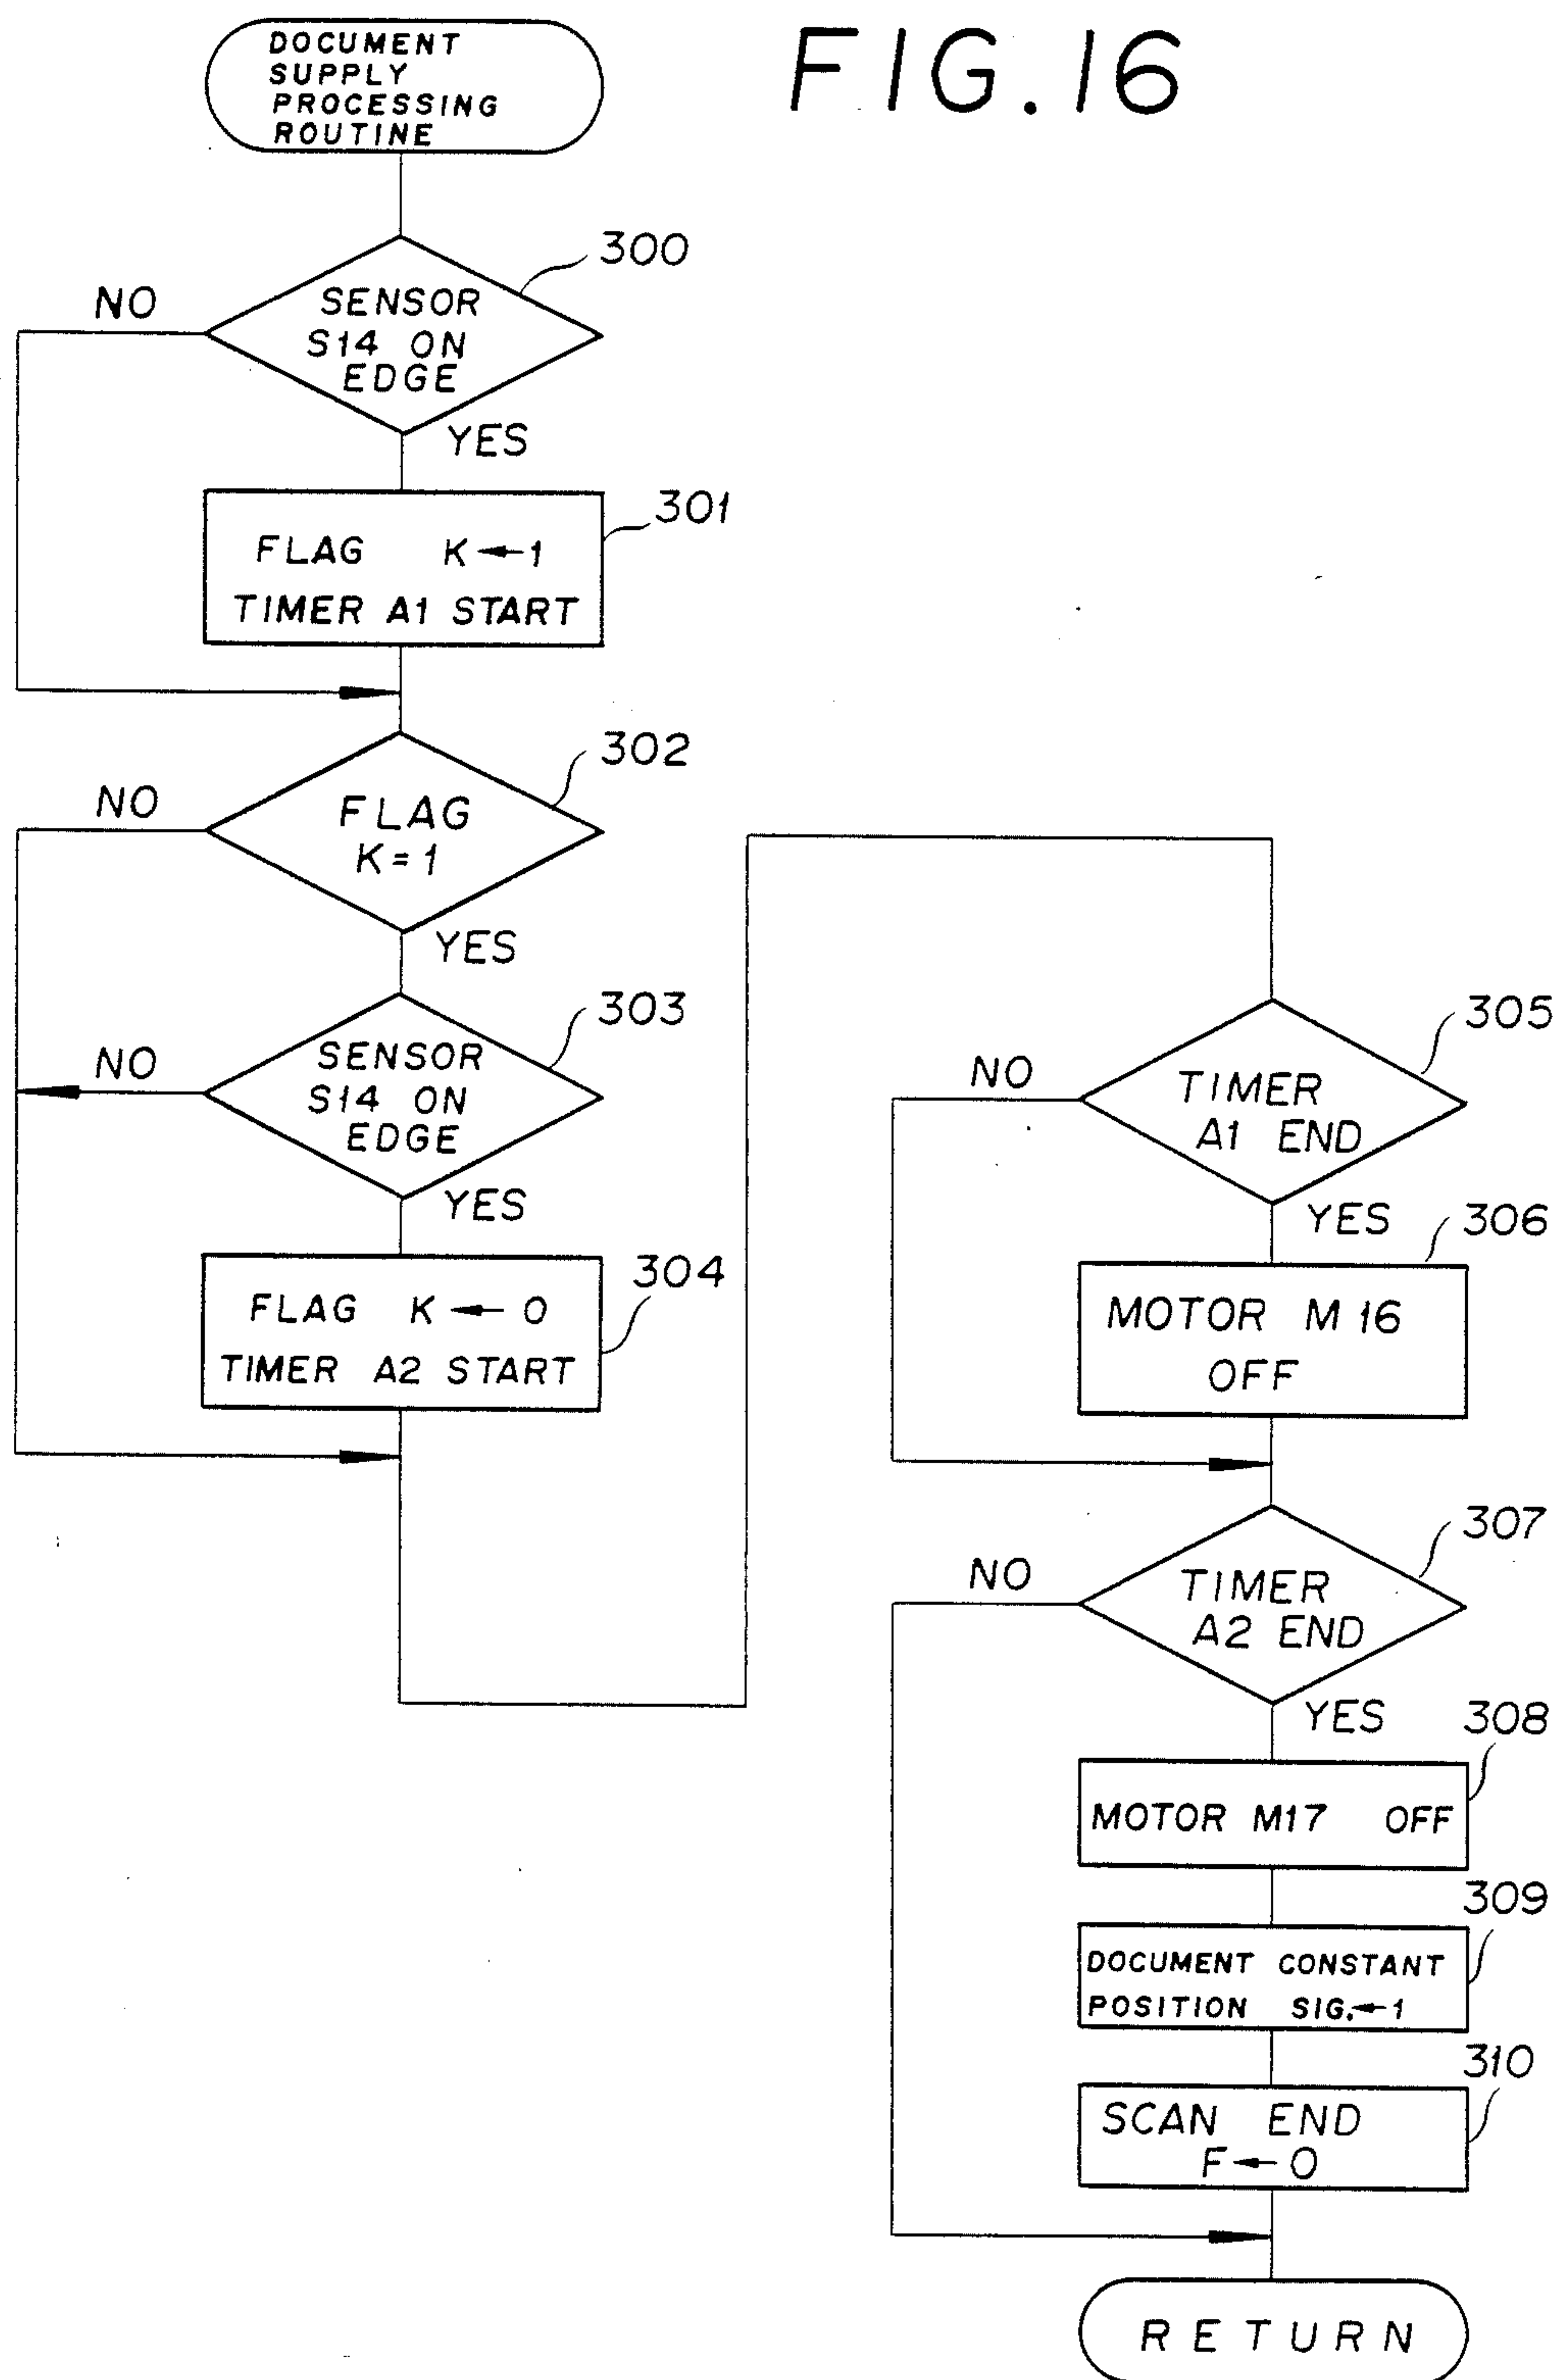 FIG.16
DOCUMENT
SUPPLY
PROCESSING
ROUTINE
300
NO
SENSOR
S14 ON
EDGE
YES
301
FLAG K←1
TIMER A1 START
302
NO
FLAG
K=1
YES
303
NO
SENSOR
S14 ON
EDGE
YES
304
FLAG K←0
TIMER A2 START
305
NO
TIMER
A1 END
YES
306
MOTOR M16
OFF
307
NO
TIMER
A2 END
YES
308
MOTOR M17 OFF
309
DOCUMENT CONSTANT
POSITION SIG.←1
310
SCAN END
F←0
RETURN